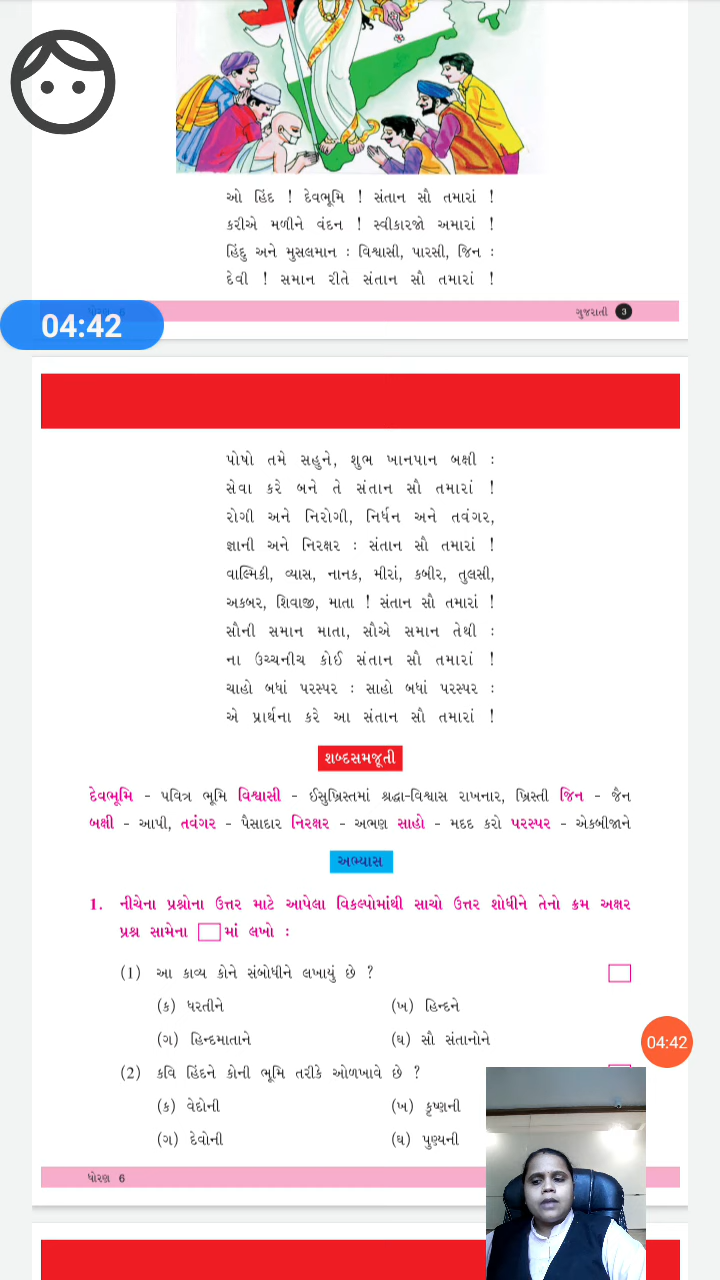 ઓ હિંદ ! દેવભૂમિ ! સંતાન સૌ તમારાં !
કરીએ મળીને વંદન ! સ્વીકારજો અમારાં !
હિંદુ અને મુસલમાન : વિશ્વાસી, પારસી, જિન :
દેવી ! સમાન રીતે સંતાન સૌ તમારાં !
ગુજરાતી 3
04:42
પોષો તમે સહુને, શુભ ખાનપાન બક્ષી :
સેવા કરે બને તે સંતાન સૌ તમારાં !
રોગી અને નિરોગી, નિર્ધન અને તવંગર,
જ્ઞાની અને નિરક્ષર : સંતાન સૌ તમારાં !
વાલ્મિકી, વ્યાસ, નાનક, મીરાં, કબીર, તુલસી,
અકબર, શિવાજી, માતા ! સંતાન સૌ તમારાં !
સૌની સમાન માતા, સૌએ સમાન તેથી :
ના ઉચ્ચનીચ કોઈ સંતાન સૌ તમારાં !
ચાહો બધાં પરસ્પર : સાહો બધાં પરસ્પર :
એ પ્રાર્થના કરે આ સંતાન સૌ તમારાં !
શબ્દસમજૂતી
દેવભૂમિ - પવિત્ર ભૂમિ વિશ્વાસી - ઈસુખ્રિસ્તમાં શ્રદ્ધા-વિશ્વાસ રાખનાર, ખ્રિસ્તી જિન - જૈન
બક્ષી - આપી, તવંગર - પૈસાદાર નિરક્ષર - અભણ સાહો - મદદ કરો પરસ્પર - એકબીજાને
અભ્યાસ
1. નીચેના પ્રશ્નોના ઉત્તર માટે આપેલા વિકલ્પોમાંથી સાચો ઉત્તર શોધીને તેનો ક્રમ અક્ષર
પ્રશ્ન સામેના માં લખો :
(1) આ કાવ્ય કોને સંબોધીને લખાયું છે ?
(ક) ધરતીને (ખ) હિન્દને
(ગ) હિન્દમાતાને (ઘ) સૌ સંતાનોને
04:42
(2) કવિ હિંદને કોની ભૂમિ તરીકે ઓળખાવે છે ?
(ક) વેદોની (ખ) કૃષ્ણની
(ગ) દેવોની (ઘ) પુણ્યની
ધોરણ 6